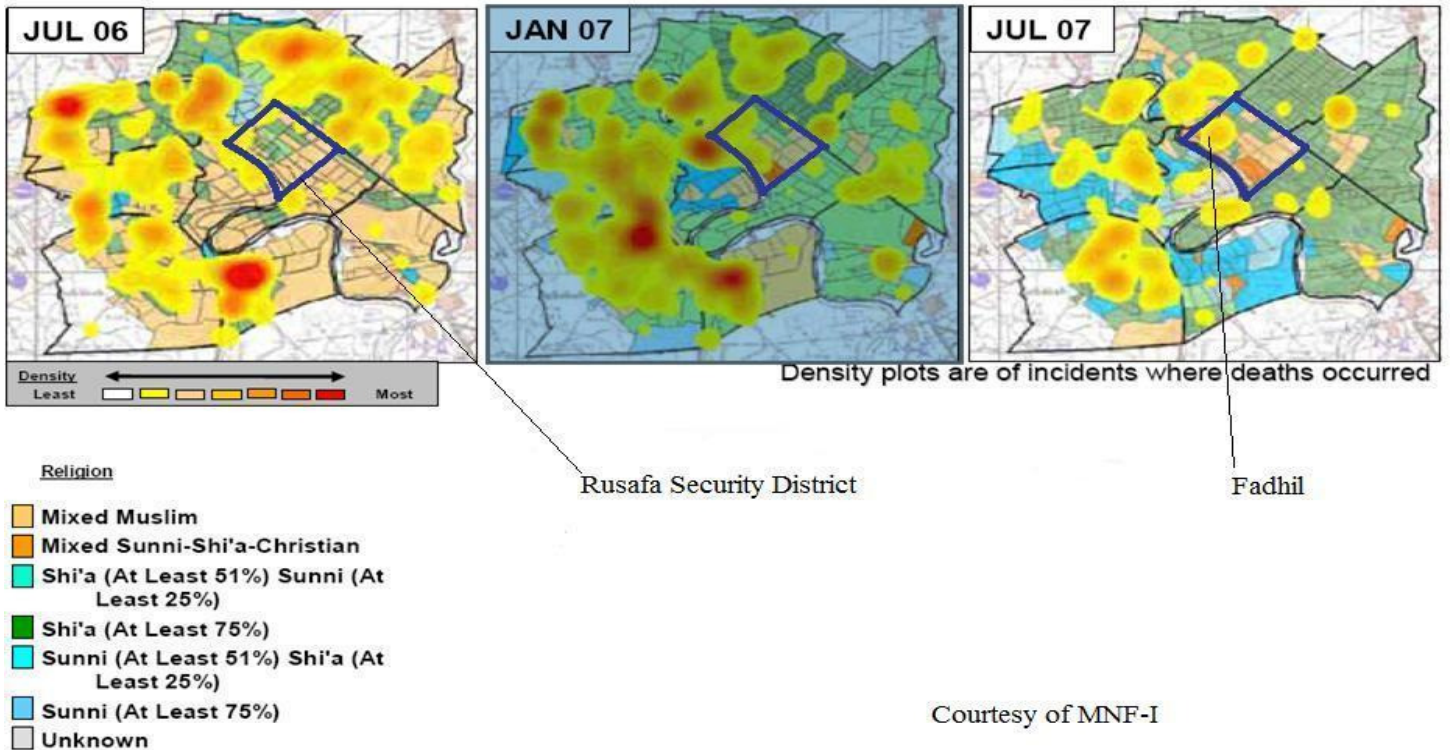 JUL 06
JAN 07
JUL 07
Density
Least
Most
Density plots are of incidents where deaths occurred
Rusafa Security District
Fadhil
Religion
Mixed Muslim
Mixed Sunni-Shi'a-Christian
Shi'a (At Least 51%) Sunni (At
Least 25%)
Shi'a (At Least 75%)
Sunni (At Least 51%) Shi'a (At
Least 25%)
Sunni (At Least 75%)
Unknown
Courtesy of MNF-I